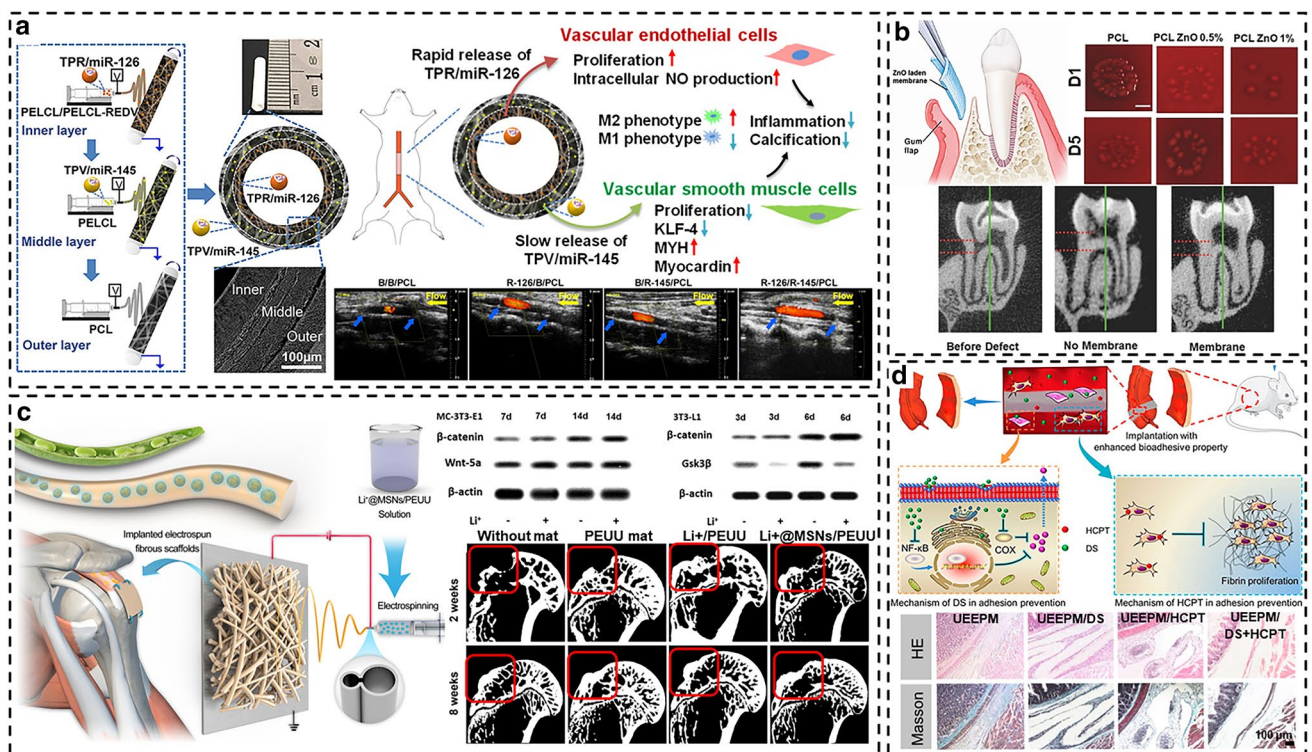 a
TPR/miR-126
V
PELCL/PELCL-REDV
Inner layer
TPV/miR-145
V
PELCL
Middle layer
V
PCL
Outer layer
1 2
mm cm
TPR/miR-126
TPV/miR-145
Inner
Middle
Outer
100μm
Rapid release of
TPR/miR-126
Slow release of
TPV/miR-145
Vascular endothelial cells
Proliferation
Intracellular NO production
M2 phenotype
M1 phenotype
Inflammation
Calcification
Vascular smooth muscle cells
Proliferation
KLF-4
MYH
Myocardin
B/B/PCL R-126/B/PCL B/R-145/PCL R-126/R-145/PCL
Flow Flow Flow Flow
b
ZnO laden
membrane
Gum
flap
PCL PCL ZnO 0.5% PCL ZnO 1%
D1
D5
Before Defect No Membrane Membrane
c
Li⁺@MSNs/PEUU
Solution
Implanted electrospun
fibrous scaffolds
Electrospinning
MC-3T3-E1 7d 7d 14d 14d
β-catenin
Wnt-5a
β-actin
Li⁺ - + - +
3T3-L1 3d 3d 6d 6d
β-catenin
Gsk3β
β-actin
Li⁺ - + - +
Without mat PEUU mat Li+/PEUU Li+@MSNs/PEUU
2 weeks
8 weeks
d
Implantation with
enhanced bioadhesive property
NF-κB
COX
HCPT
DS
Fibrin proliferation
Mechanism of DS in adhesion prevention
Mechanism of HCPT in adhesion prevention
UEEPM UEEPM/DS UEEPM/HCPT UEEPM/
DS+HCPT
HE
Masson
100 μm